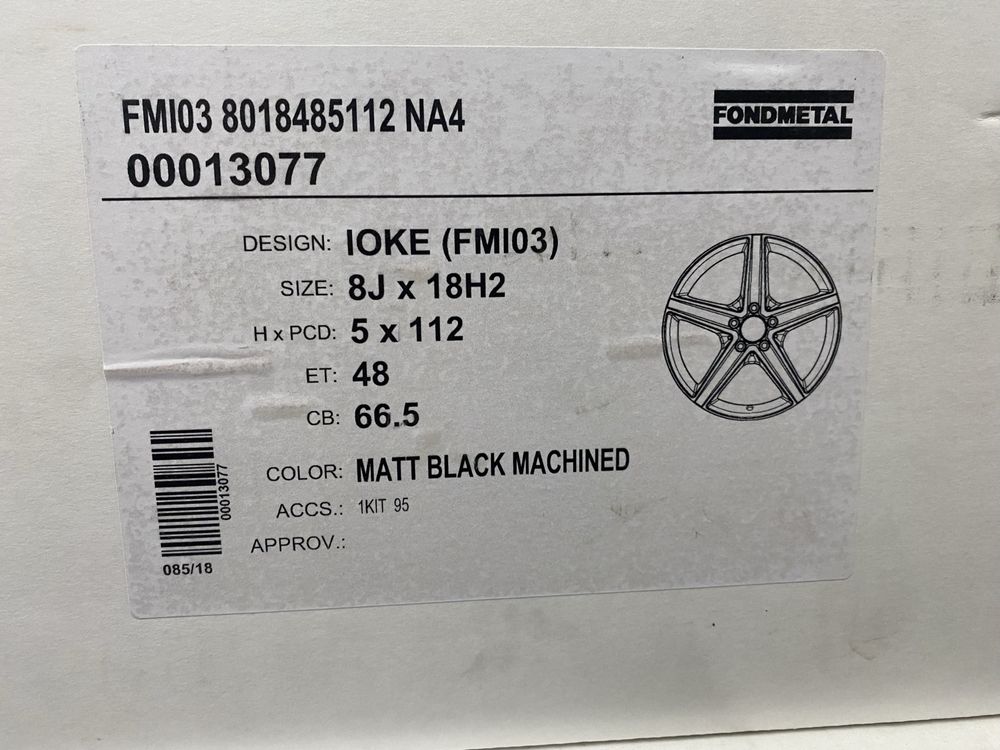 FMI03 8018485112 NA4
00013077
FONDMETAL
DESIGN: IOKE (FMI03)
SIZE: 8J x 18H2
H x PCD: 5 x 112
ET: 48
CB: 66.5
COLOR: MATT BLACK MACHINED
ACCS.: 1KIT 95
APPROV.:
00013077
085/18